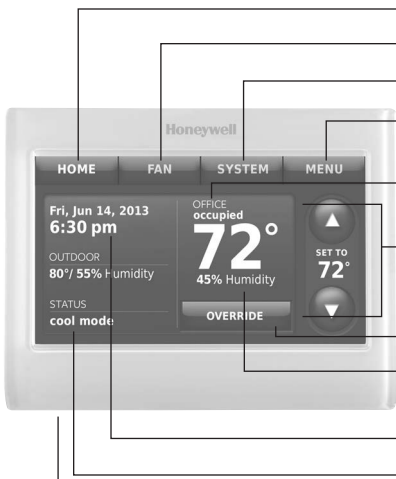 Honeywell
HOME FAN SYSTEM MENU
Fri, Jun 14, 2013
6:30 pm
OUTDOOR
80°/ 55% Humidity
STATUS
cool mode
OFFICE
occupied
72°
45% Humidity
OVERRIDE
SET TO
72°